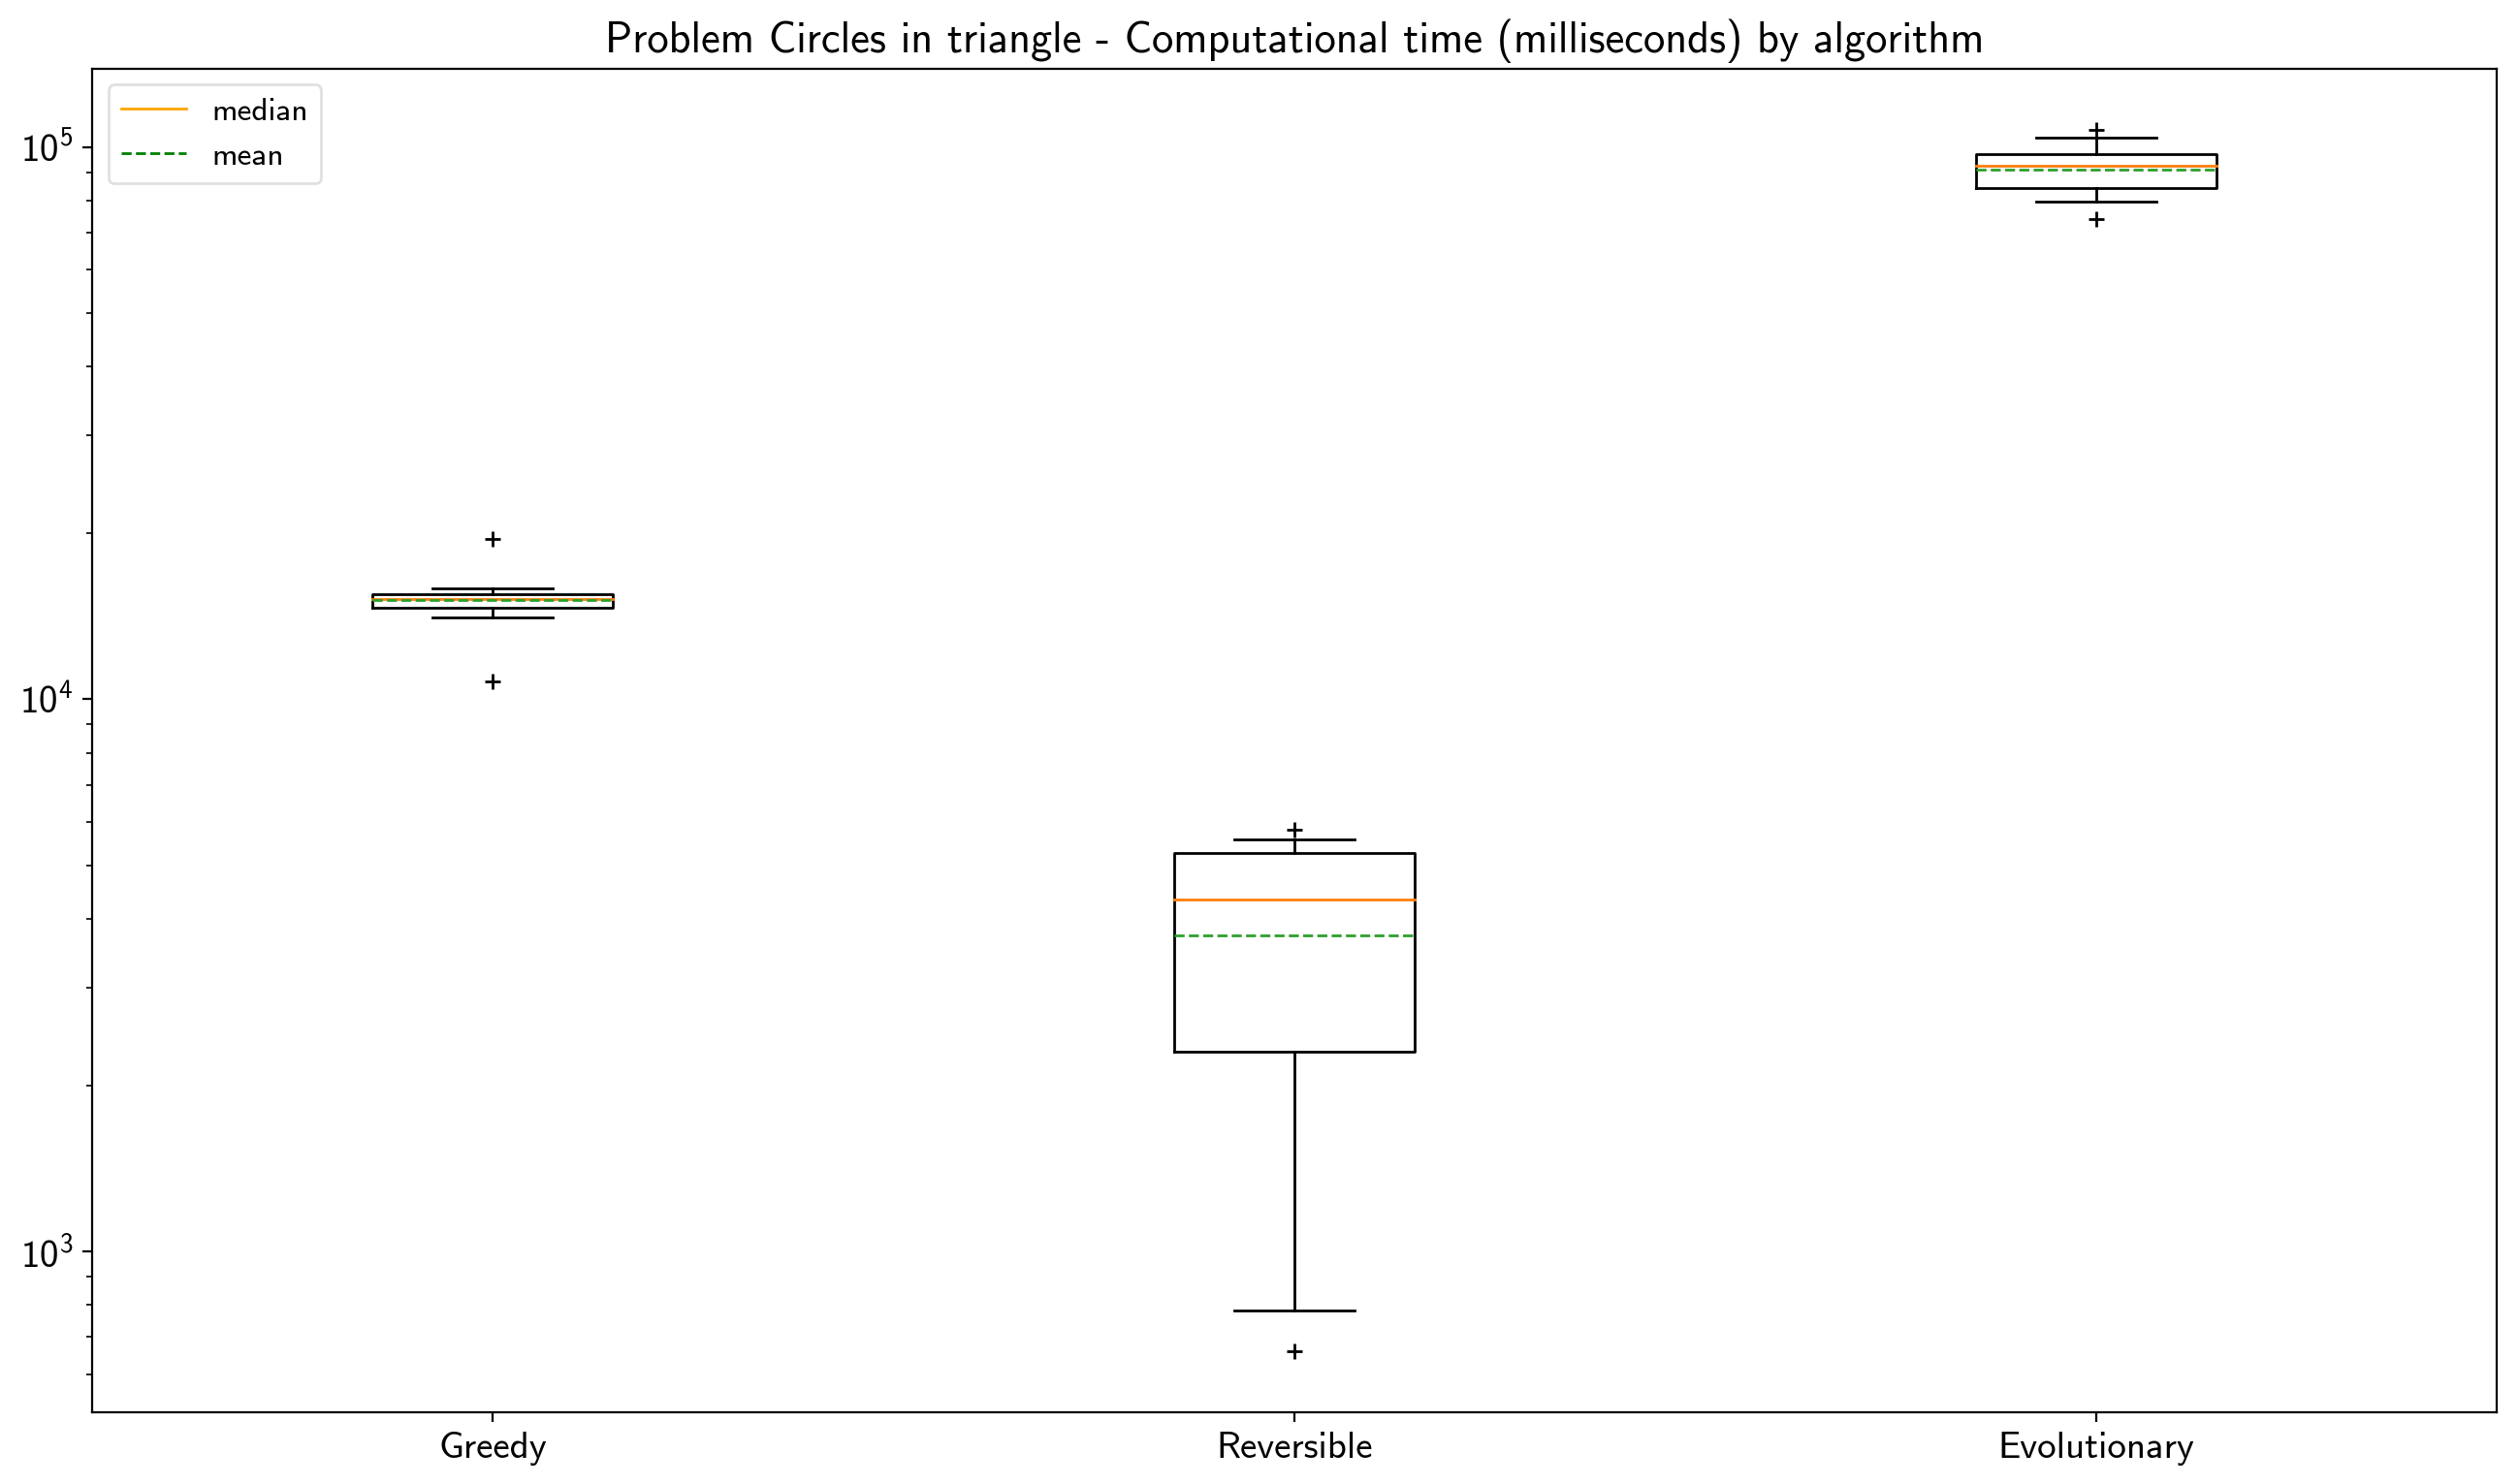 Problem Circles in triangle - Computational time (milliseconds) by algorithm
median
mean
10^5
10^4
10^3
Greedy
Reversible
Evolutionary